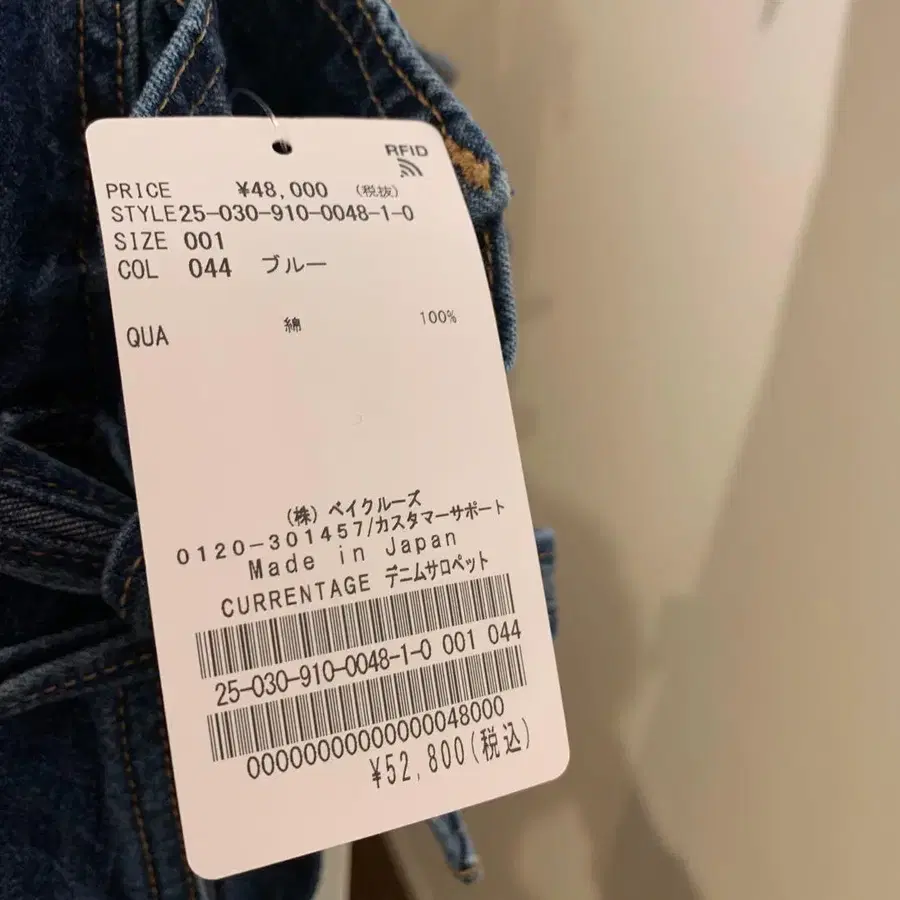 RFID
PRICE ¥48,000 (税抜)
STYLE25-030-910-0048-1-0
SIZE 001
COL 044 ブルー
QUA 綿 100%
(株) ベイクルーズ
0120-301457/カスタマーサポート
Made in Japan
CURRENTAGE デニムサロペット
25-030-910-0048-1-0 001 044
00000000000000048000
¥52,800(税込)